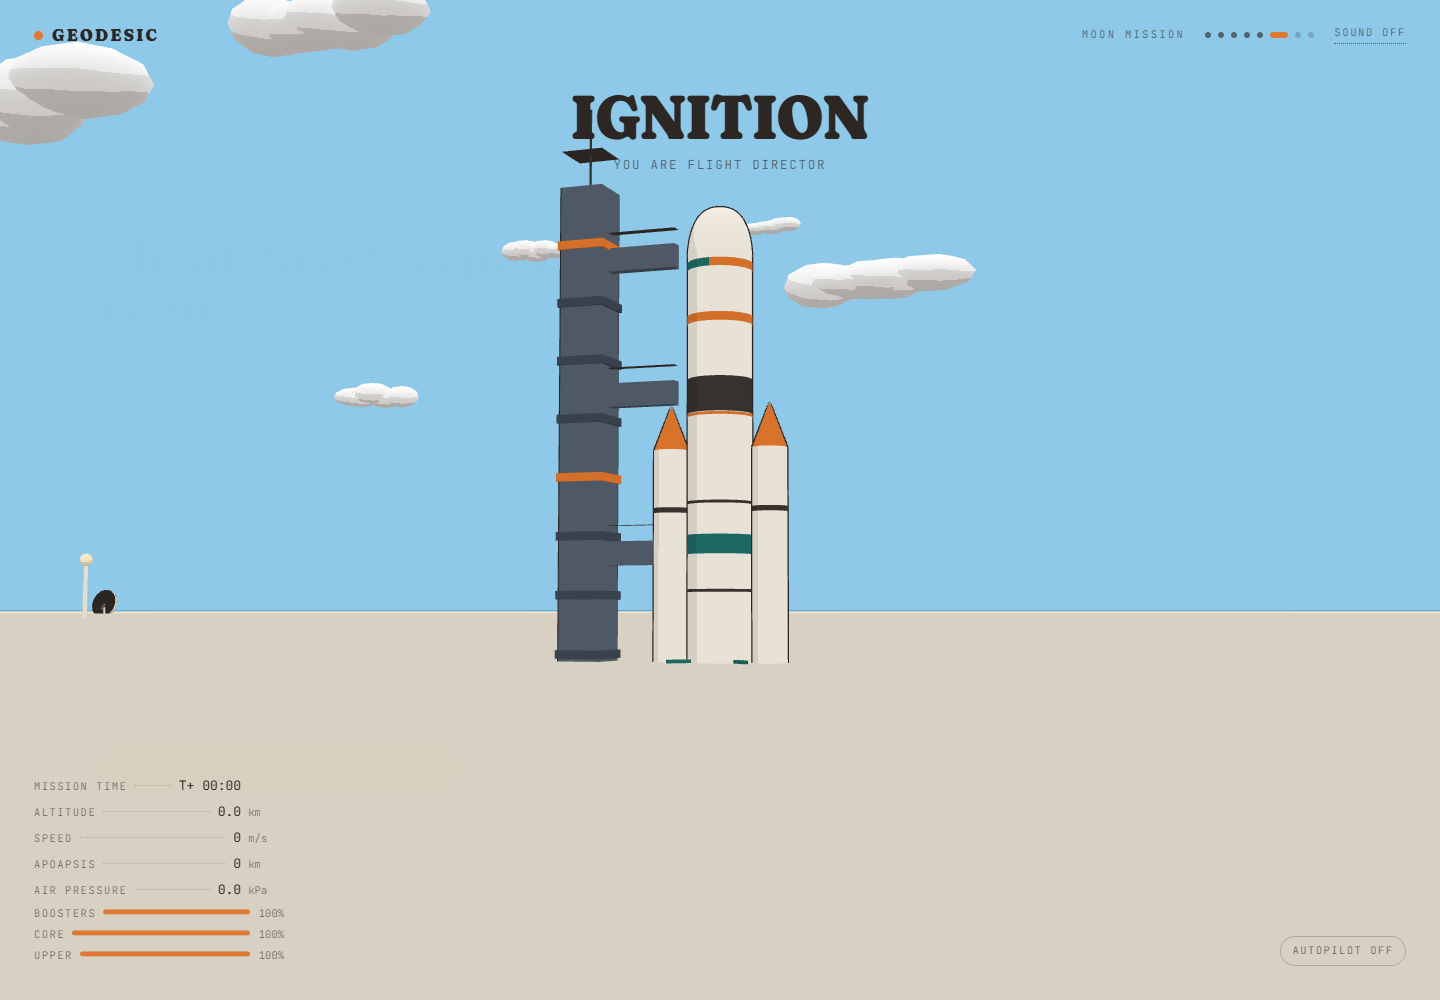 GEODESIC
MOON MISSION
SOUND OFF
IGNITION
YOU ARE FLIGHT DIRECTOR
MISSION TIME T+ 00:00
ALTITUDE 0.0 km
SPEED 0 m/s
APOAPSIS 0 km
AIR PRESSURE 0.0 kPa
BOOSTERS 100%
CORE 100%
UPPER 100%
AUTOPILOT OFF